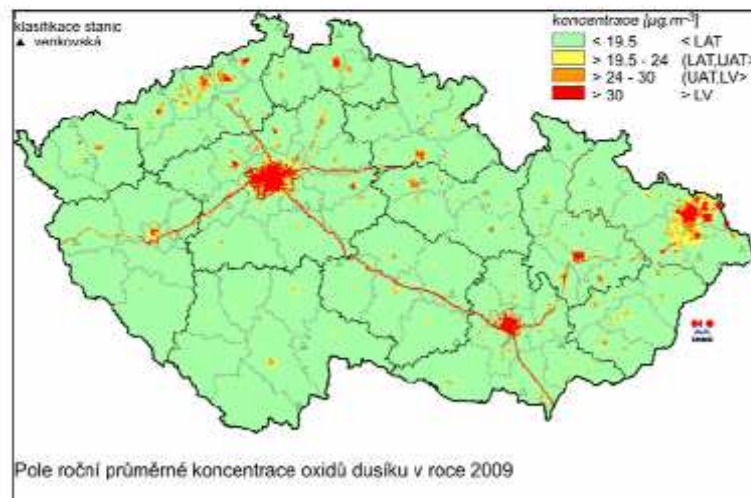 klasifikace stanic
▲ venkovská
koncentrace [µg.m⁻³]
< 19.5 < LAT
> 19.5 - 24 (LAT,UAT>
> 24 - 30 (UAT,LV>
> 30 > LV
Pole roční průměrné koncentrace oxidů dusíku v roce 2009